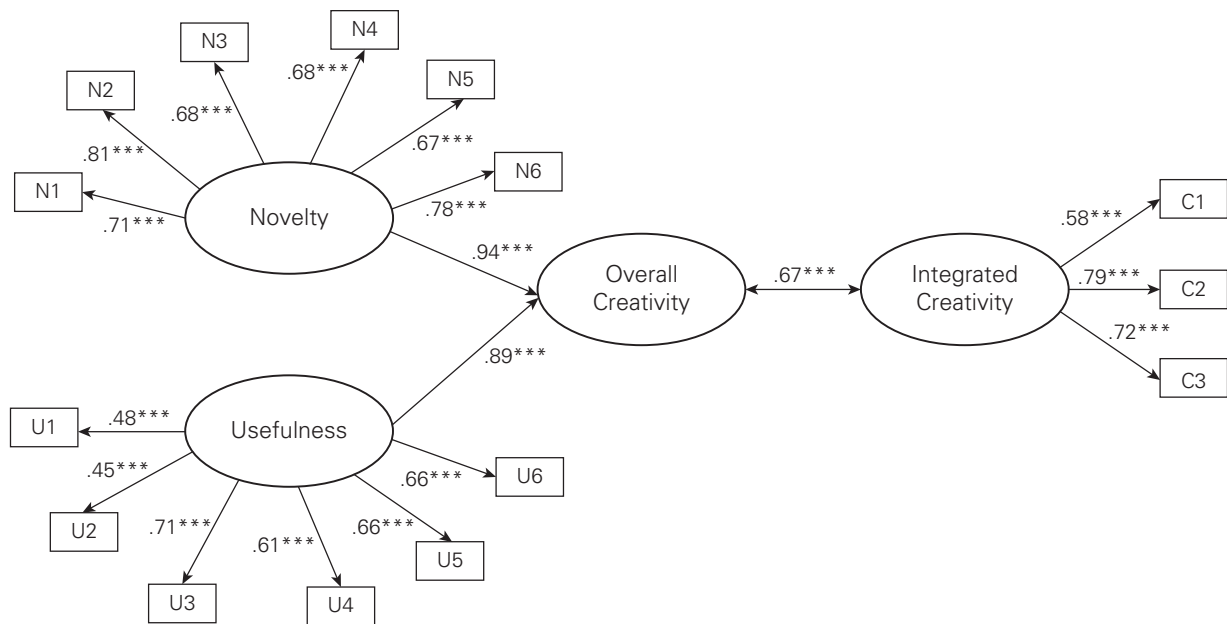 N4
N3
.68***
N5
N2
.68***
.67***
.81***
N6
N1
.78***
.71***
Novelty
C1
.58***
.94***
Overall
Creativity
.67***
Integrated
Creativity
.79***
C2
.72***
.89***
C3
U1
.48***
Usefulness
.45***
.66***
U6
U2
.71***
.61***
.66***
U5
U3
U4